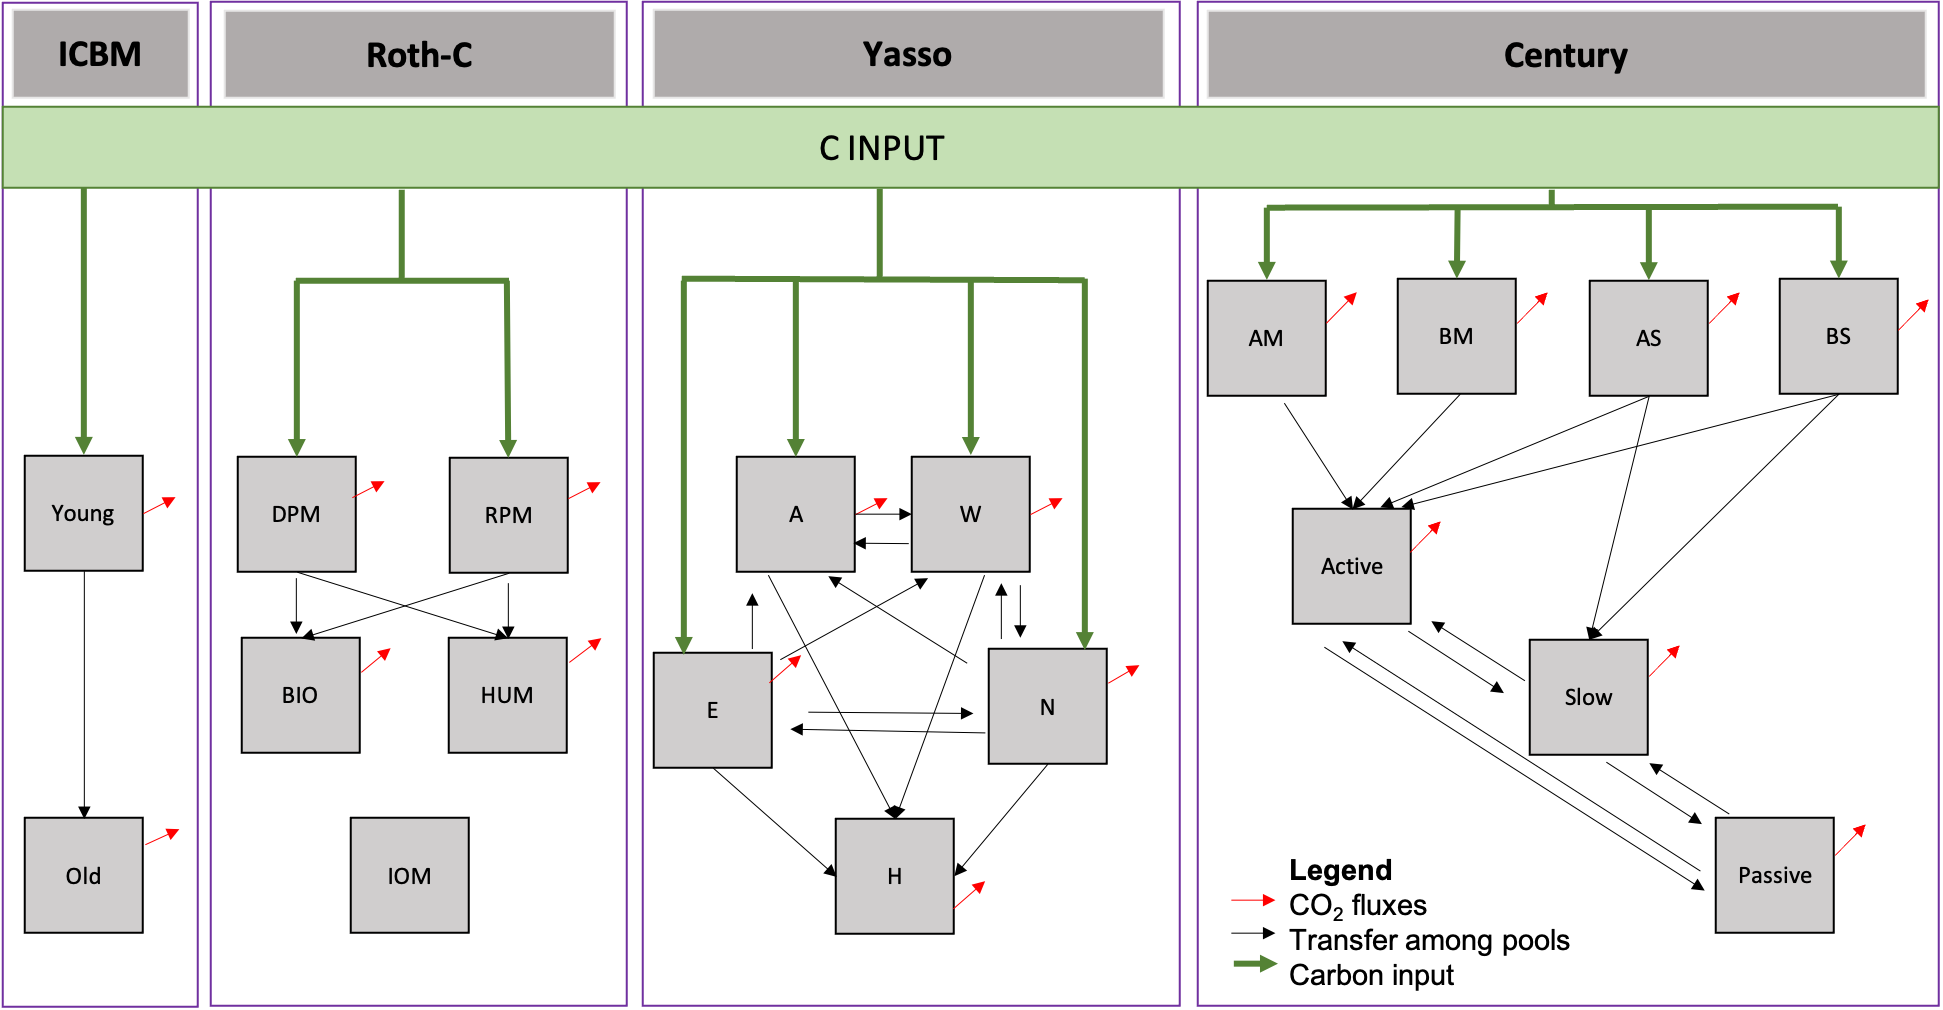 ICBM
Roth-C
Yasso
Century
C INPUT
AM
BM
AS
BS
Young
DPM
RPM
A
W
Active
BIO
HUM
E
N
Slow
Old
IOM
H
Passive
Legend
CO₂ fluxes
Transfer among pools
Carbon input